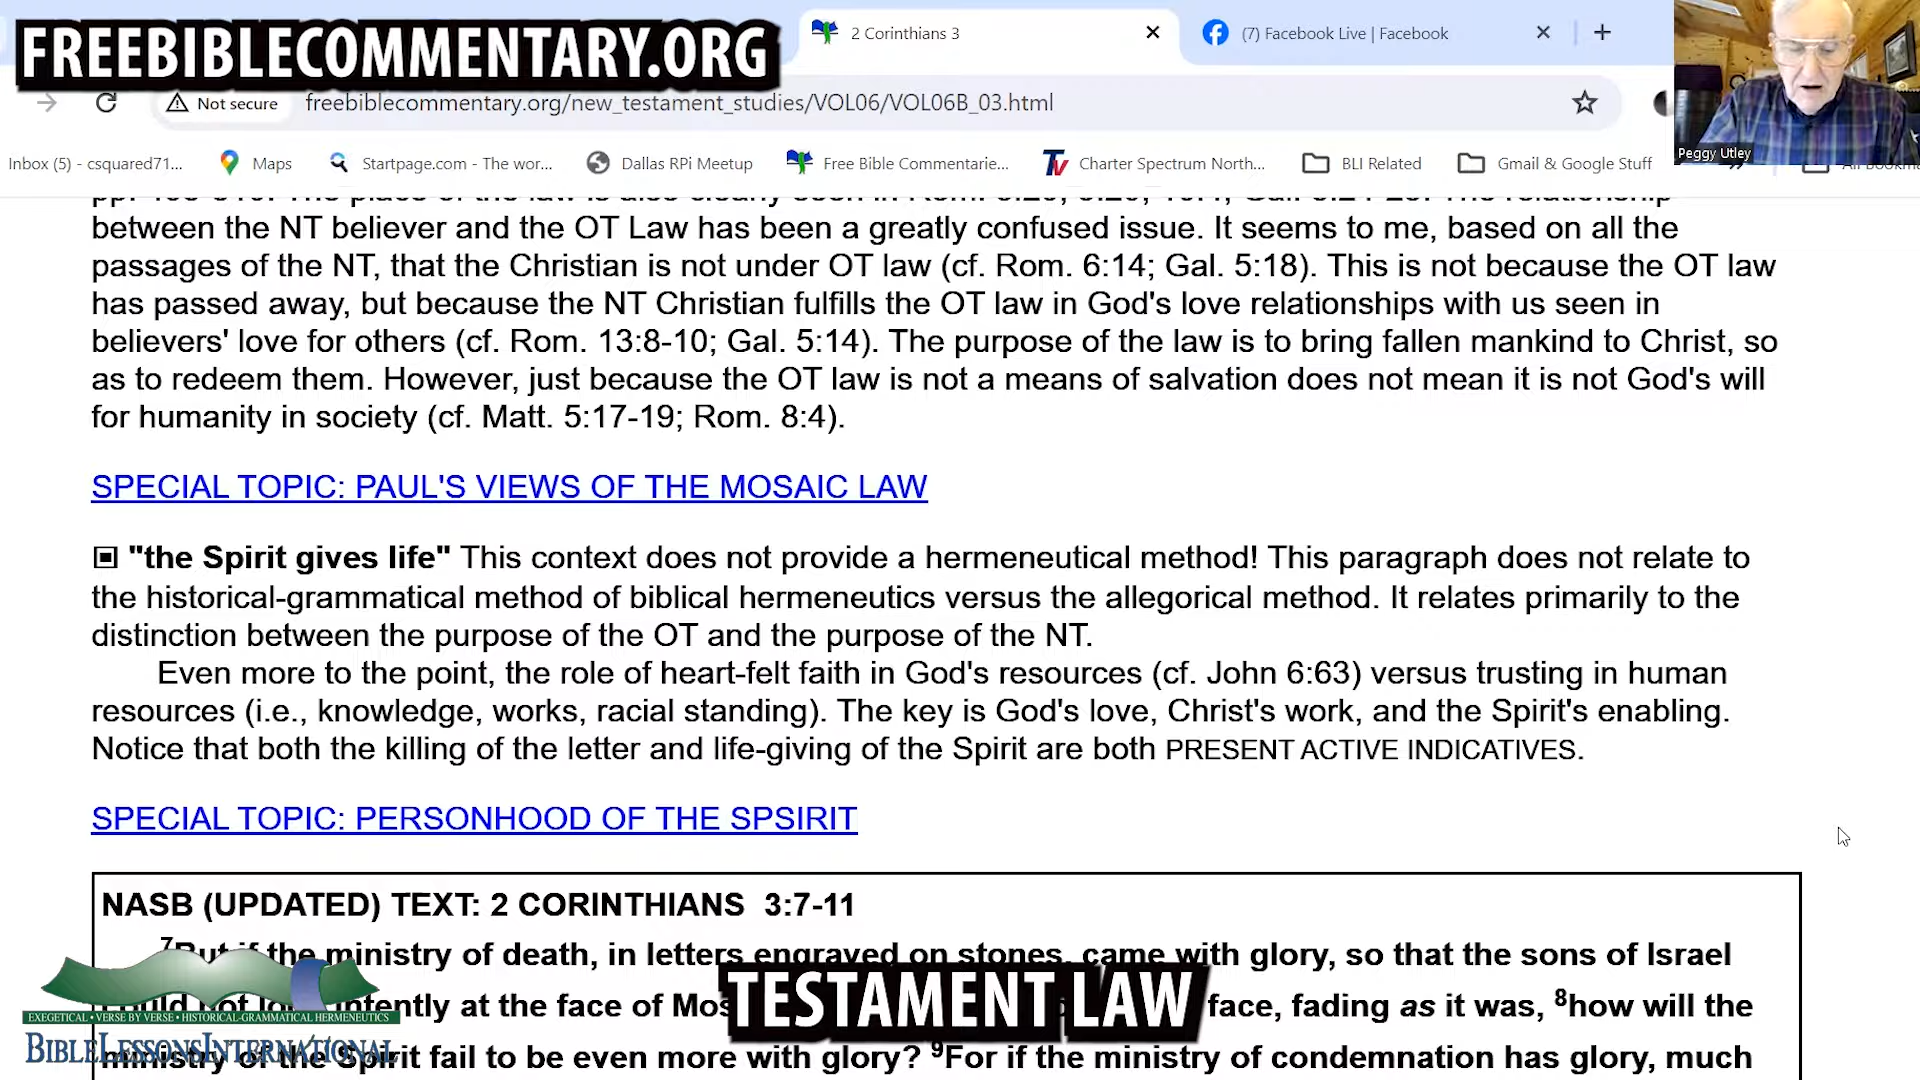 FREEBIBLECOMMENTARY.ORG
2 Corinthians 3
(7) Facebook Live | Facebook
Not secure
freebiblecommentary.org/new_testament_studies/VOL06/VOL06B_03.html
Peggy Utley
Inbox (5) - csquared71...
Maps
Startpage.com - The wor...
Dallas RPi Meetup
Free Bible Commentarie...
Charter Spectrum North...
BLI Related
Gmail & Google Stuff
between the NT believer and the OT Law has been a greatly confused issue. It seems to me, based on all the
passages of the NT, that the Christian is not under OT law (cf. Rom. 6:14; Gal. 5:18). This is not because the OT law
has passed away, but because the NT Christian fulfills the OT law in God's love relationships with us seen in
believers' love for others (cf. Rom. 13:8-10; Gal. 5:14). The purpose of the law is to bring fallen mankind to Christ, so
as to redeem them. However, just because the OT law is not a means of salvation does not mean it is not God's will
for humanity in society (cf. Matt. 5:17-19; Rom. 8:4).
SPECIAL TOPIC: PAUL'S VIEWS OF THE MOSAIC LAW
"the Spirit gives life" This context does not provide a hermeneutical method! This paragraph does not relate to
the historical-grammatical method of biblical hermeneutics versus the allegorical method. It relates primarily to the
distinction between the purpose of the OT and the purpose of the NT.
Even more to the point, the role of heart-felt faith in God's resources (cf. John 6:63) versus trusting in human
resources (i.e., knowledge, works, racial standing). The key is God's love, Christ's work, and the Spirit's enabling.
Notice that both the killing of the letter and life-giving of the Spirit are both PRESENT ACTIVE INDICATIVES.
SPECIAL TOPIC: PERSONHOOD OF THE SPSIRIT
NASB (UPDATED) TEXT: 2 CORINTHIANS 3:7-11
7But if the ministry of death, in letters engraved on stones, came with glory, so that the sons of Israel
could not look intently at the face of Mos face, fading as it was, 8how will the
ministry of the Spirit fail to be even more with glory? 9For if the ministry of condemnation has glory, much
TESTAMENT LAW
EXEGETICAL • VERSE BY VERSE • HISTORICAL-GRAMMATICAL HERMENEUTICS
BIBLELESSONSINTERNATIONAL